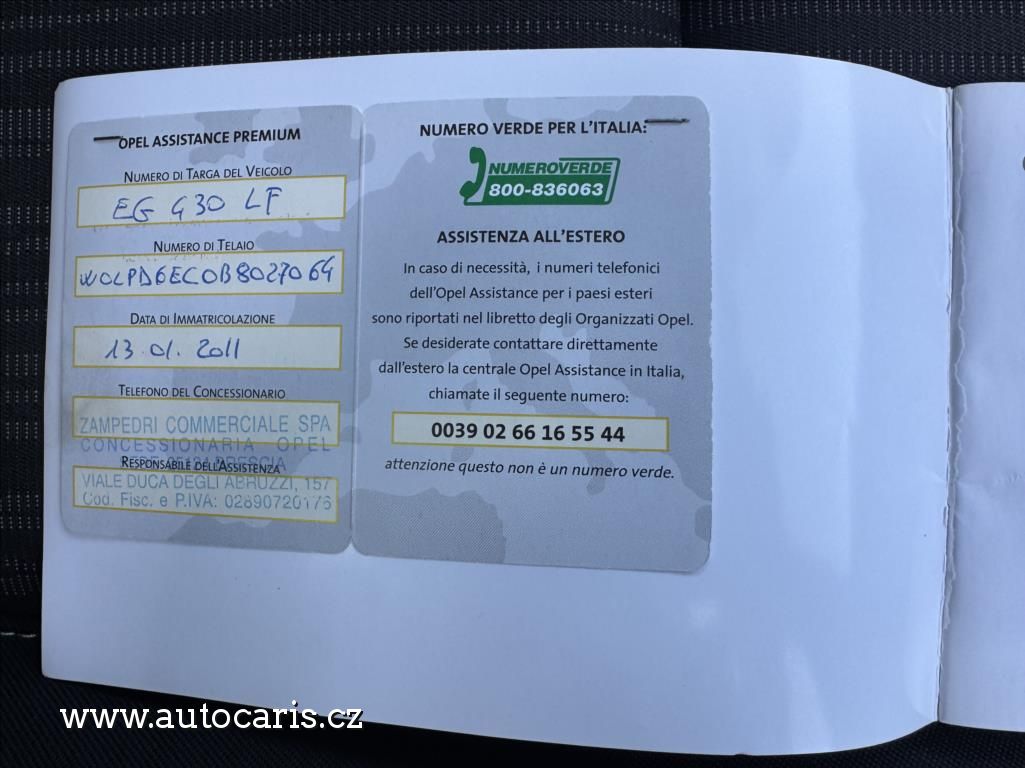 OPEL ASSISTANCE PREMIUM
NUMERO DI TARGA DEL VEICOLO
EG 430 LF
NUMERO DI TELAIO
W0LPD6EC0B8027064
DATA DI IMMATRICOLAZIONE
13.01.2011
TELEFONO DEL CONCESSIONARIO
ZAMPEDRI COMMERCIALE SPA
CONCESSIONARIA OPEL
BRESCIA
RESPONSABILE DELL'ASSISTENZA
VIALE DUCA DEGLI ABRUZZI, 157
Cod. Fisc. e P.IVA: 02890720176
NUMERO VERDE PER L'ITALIA:
NUMEROVERDE
800-836063
ASSISTENZA ALL'ESTERO
In caso di necessità, i numeri telefonici
dell'Opel Assistance per i paesi esteri
sono riportati nel libretto degli Organizzati Opel.
Se desiderate contattare direttamente
dall'estero la centrale Opel Assistance in Italia,
chiamate il seguente numero:
0039 02 66 16 55 44
attenzione questo non è un numero verde.
www.autocaris.cz